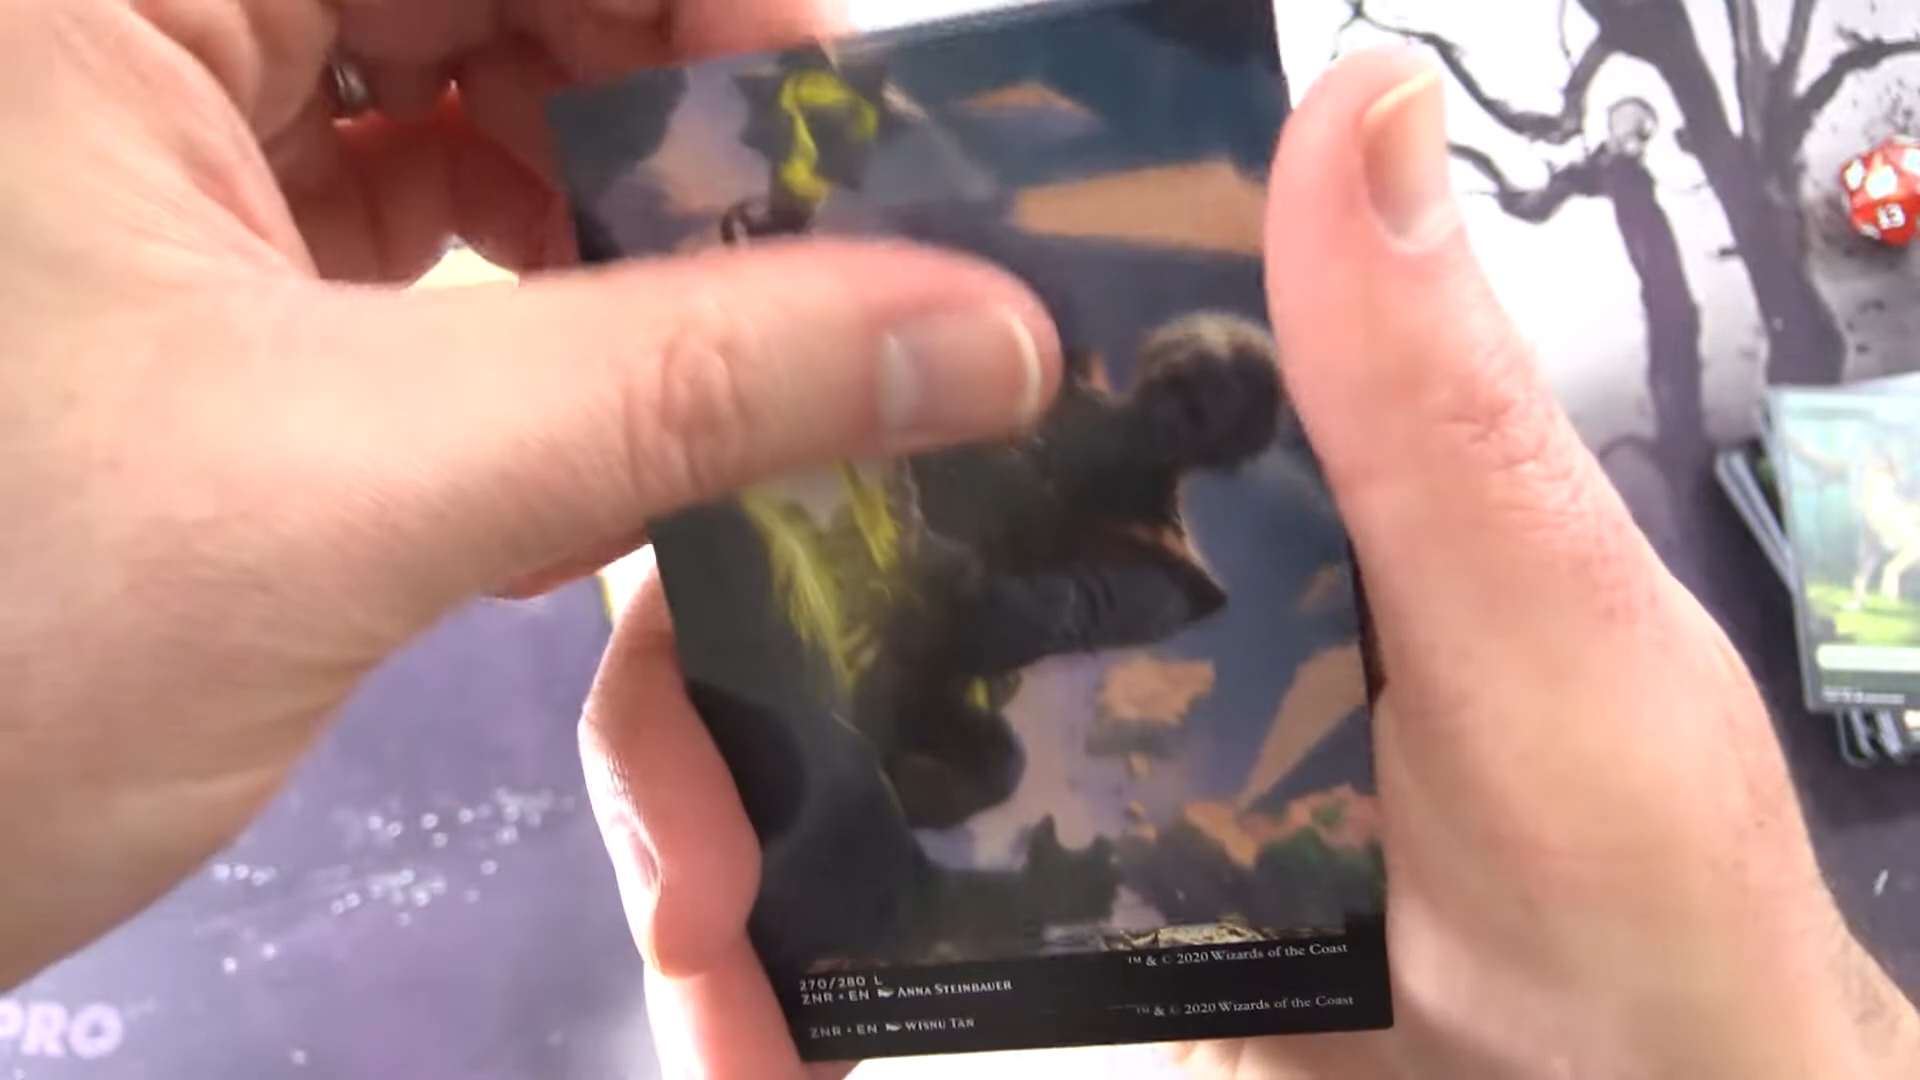 13
™ & © 2020 Wizards of the Coast
270/280 L
ZNR • EN ANNA STEINBAUER
™ & © 2020 Wizards of the Coast
ZNR • EN WISNU TAN
PRO